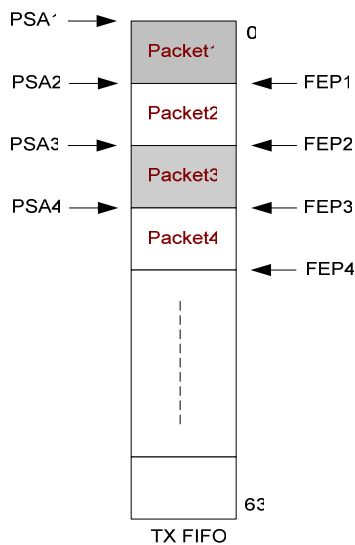 PSA1
0
Packet1
PSA2
FEP1
Packet2
PSA3
FEP2
Packet3
PSA4
FEP3
Packet4
FEP4
63
TX FIFO